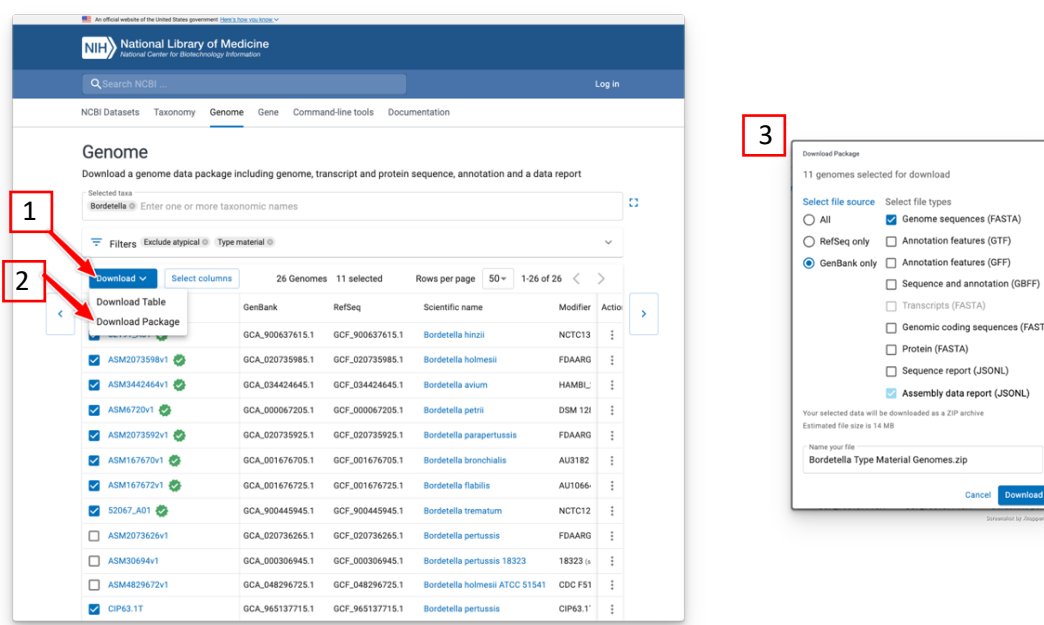 An official website of the United States government Here's how you know
NIH National Library of Medicine
National Center for Biotechnology Information
Search NCBI ...
Log in
NCBI Datasets Taxonomy Genome Gene Command-line tools Documentation
Genome
Download a genome data package including genome, transcript and protein sequence, annotation and a data report
Selected taxa
Bordetella Enter one or more taxonomic names
1
Filters Exclude atypical Type material
2
Download Select columns 26 Genomes 11 selected Rows per page 50 1-26 of 26
Download Table
Download Package
GenBank RefSeq Scientific name Modifier Actio
GCA_900637615.1 GCF_900637615.1 Bordetella hinzii NCTC13
ASM2073598v1 GCA_020735985.1 GCF_020735985.1 Bordetella holmesii FDAARG
ASM3442464v1 GCA_034424645.1 GCF_034424645.1 Bordetella avium HAMBI_
ASM6720v1 GCA_000067205.1 GCF_000067205.1 Bordetella petrii DSM 12
ASM2073592v1 GCA_020735925.1 GCF_020735925.1 Bordetella parapertussis FDAARG
ASM167670v1 GCA_001676705.1 GCF_001676705.1 Bordetella bronchialis AU3182
ASM167672v1 GCA_001676725.1 GCF_001676725.1 Bordetella flabilis AU1066
52067_A01 GCA_900445945.1 GCF_900445945.1 Bordetella trematum NCTC12
ASM2073626v1 GCA_020736265.1 GCF_020736265.1 Bordetella pertussis FDAARG
ASM30694v1 GCA_000306945.1 GCF_000306945.1 Bordetella pertussis 18323 18323
ASM4829672v1 GCA_048296725.1 GCF_048296725.1 Bordetella holmesii ATCC 51541 CDC F51
CIP63.1T GCA_965137715.1 GCF_965137715.1 Bordetella pertussis CIP63.1
3
Download Package
11 genomes selected for download
Select file source Select file types
All Genome sequences (FASTA)
RefSeq only Annotation features (GTF)
GenBank only Annotation features (GFF)
Sequence and annotation (GBFF)
Transcripts (FASTA)
Genomic coding sequences (FAST
Protein (FASTA)
Sequence report (JSONL)
Assembly data report (JSONL)
Your selected data will be downloaded as a ZIP archive
Estimated file size is 14 MB
Name your file
Bordetella Type Material Genomes.zip
Cancel Download
Screenshot by